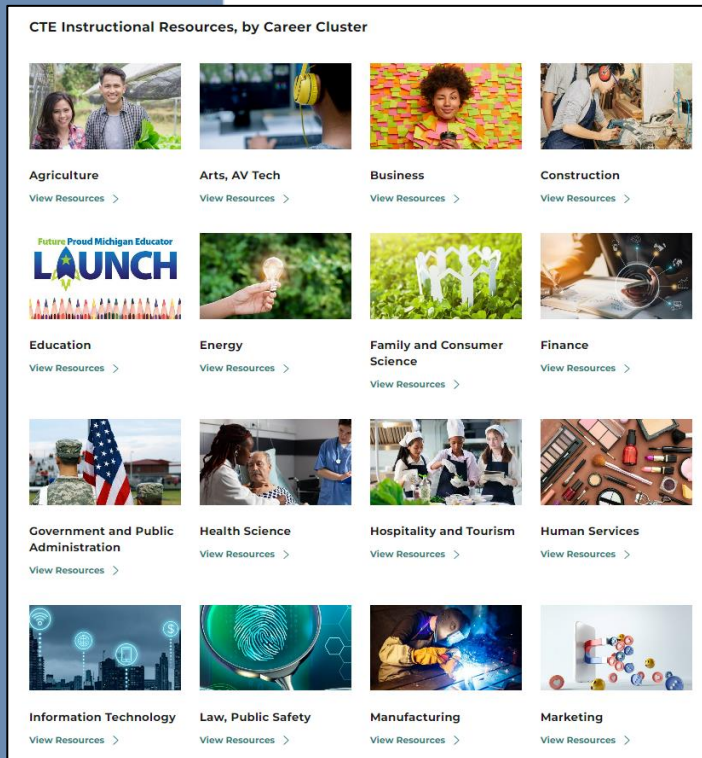 CTE Instructional Resources, by Career Cluster
Agriculture
View Resources >
Arts, AV Tech
View Resources >
Business
View Resources >
Construction
View Resources >
Future Proud Michigan Educator
LAUNCH
Education
View Resources >
Energy
View Resources >
Family and Consumer
Science
View Resources >
Finance
View Resources >
Government and Public
Administration
View Resources >
Health Science
View Resources >
Hospitality and Tourism
View Resources >
Human Services
View Resources >
Information Technology
View Resources >
Law, Public Safety
View Resources >
Manufacturing
View Resources >
Marketing
View Resources >